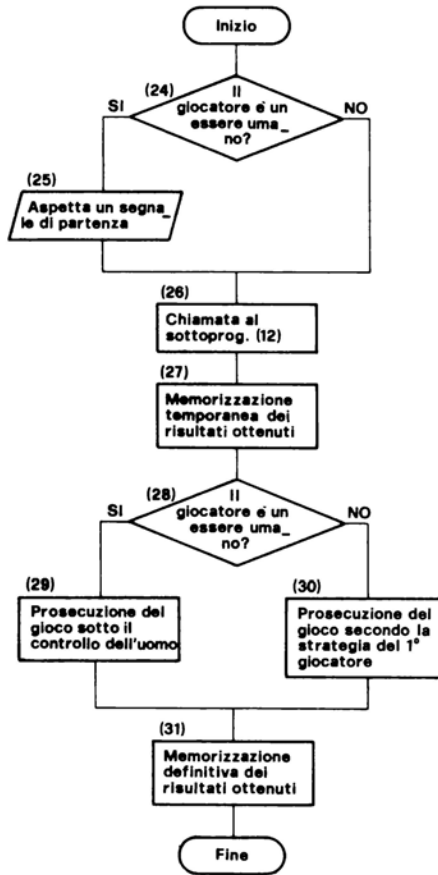 Inizio
(24)
Il
SI
giocatore e un
NO
essere uma_
no?
(25)
Aspetta un segna_
le di partenza
(26)
Chiamata al
sottoprog. (12)
(27)
Memorizzazione
temporanea dei
risultati ottenuti
(28)
Il
SI
giocatore e' un
NO
essere uma_
no?
(29)
Prosecuzione del
gioco sotto il
controllo dell'uomo
(30)
Prosecuzione del
gioco secondo la
strategia del 1°
giocatore
(31)
Memorizzazione
definitiva dei
risultati ottenuti
Fine